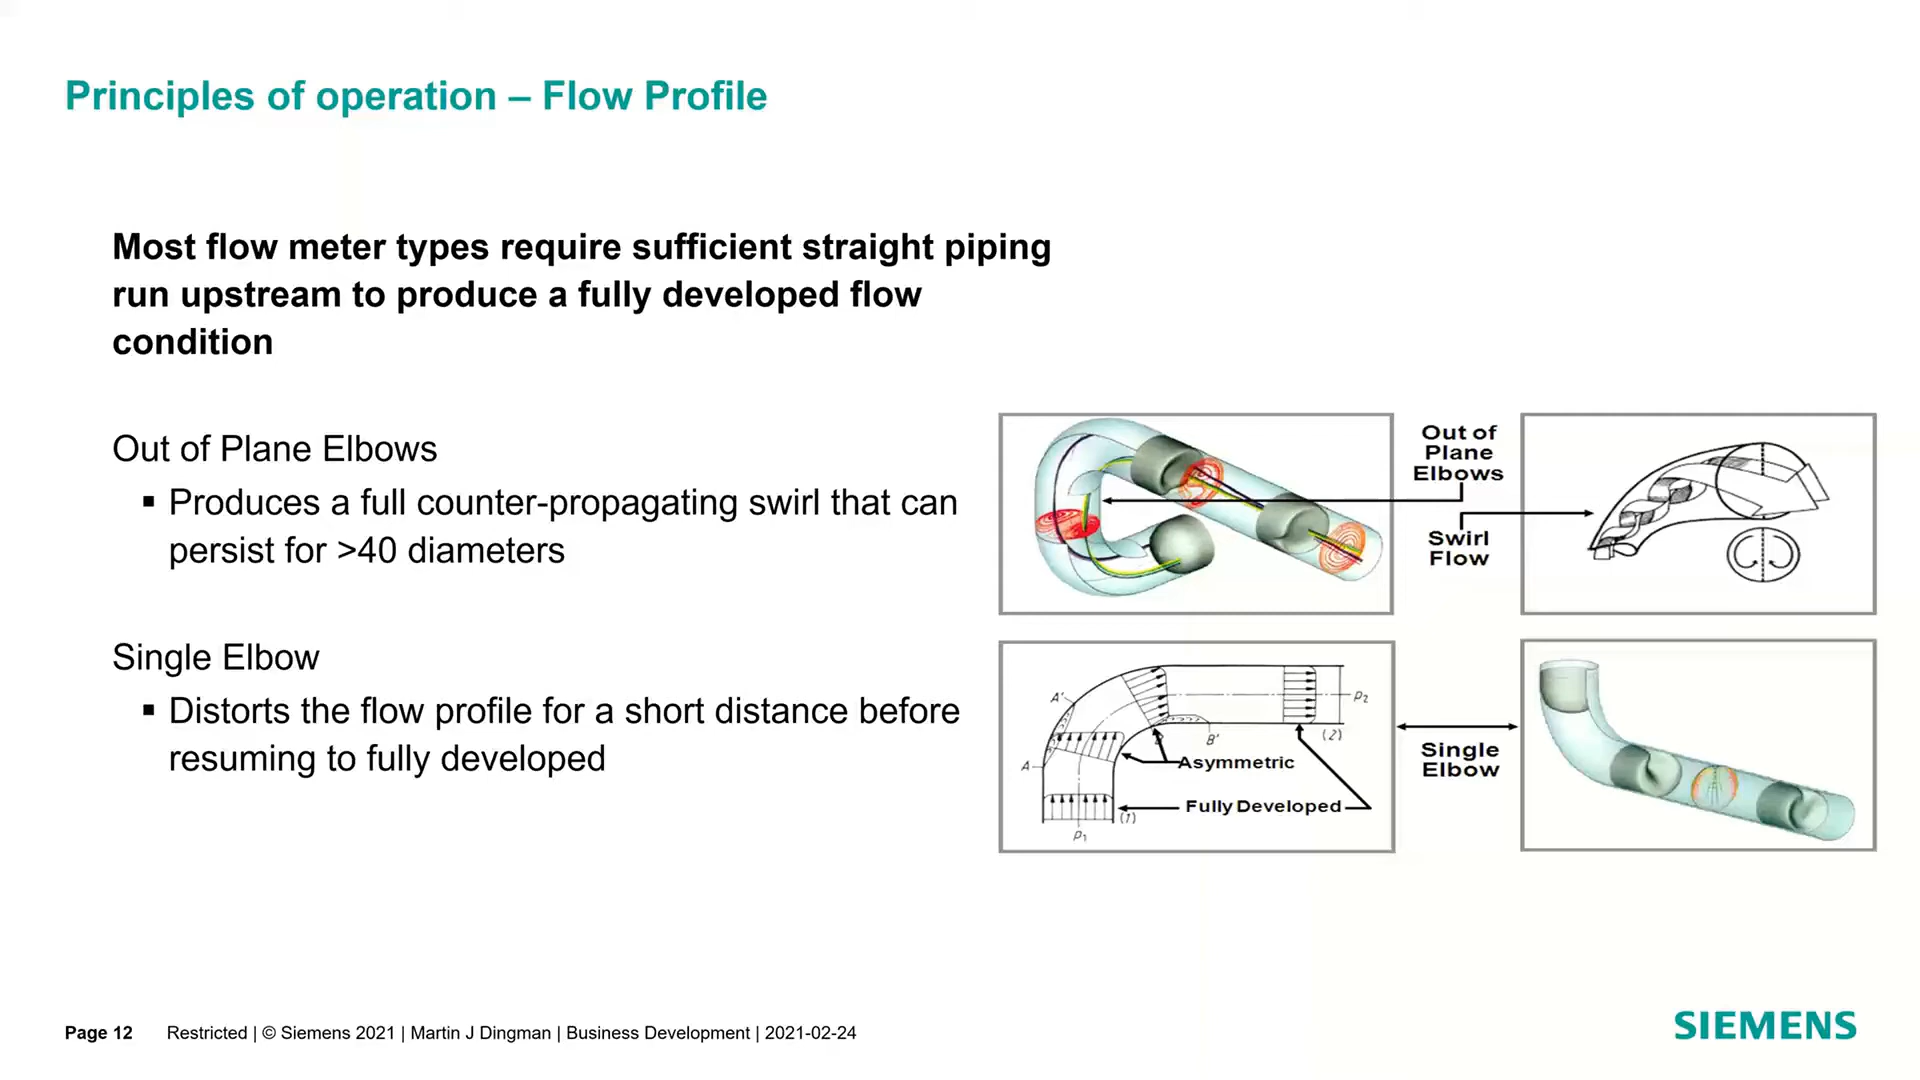 Principles of operation – Flow Profile
Most flow meter types require sufficient straight piping
run upstream to produce a fully developed flow
condition
Out of Plane Elbows
▪ Produces a full counter-propagating swirl that can
persist for >40 diameters
Single Elbow
▪ Distorts the flow profile for a short distance before
resuming to fully developed
Out of
Plane
Elbows
Swirl
Flow
A'
A
B
B'
P2
(2)
Asymmetric
Fully Developed
(1)
P1
Single
Elbow
Page 12 Restricted | © Siemens 2021 | Martin J Dingman | Business Development | 2021-02-24
SIEMENS